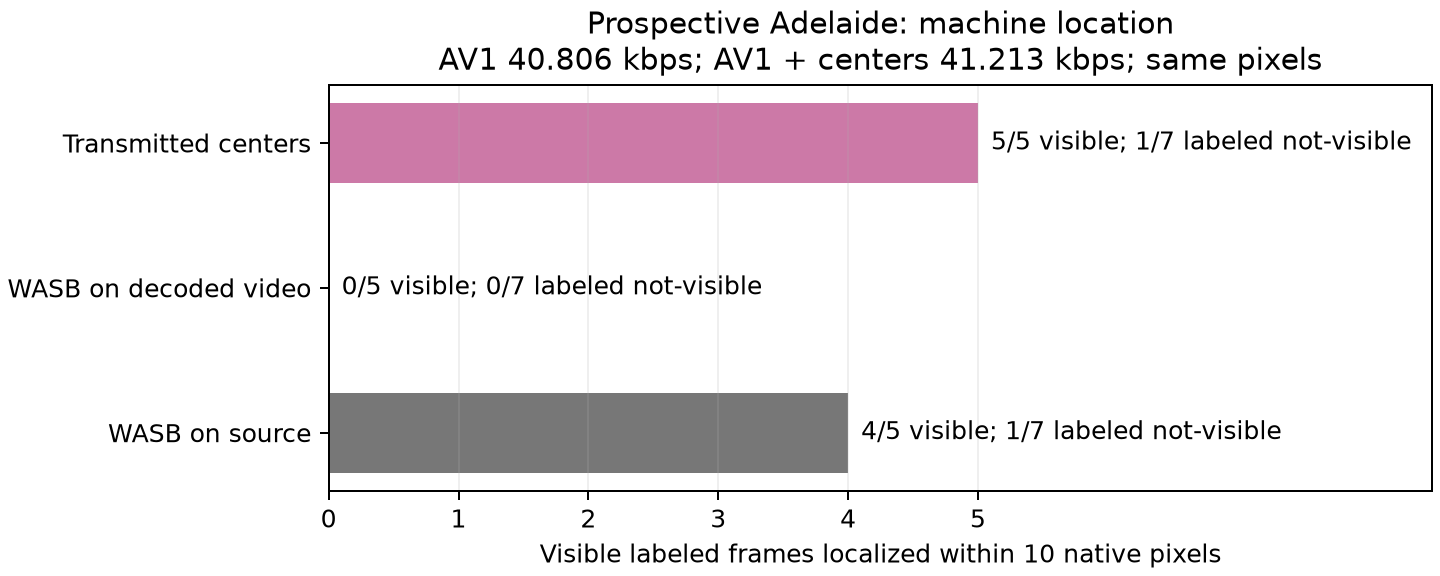 Prospective Adelaide: machine location
AV1 40.806 kbps; AV1 + centers 41.213 kbps; same pixels
Transmitted centers
5/5 visible; 1/7 labeled not-visible
WASB on decoded video
0/5 visible; 0/7 labeled not-visible
WASB on source
4/5 visible; 1/7 labeled not-visible
0 1 2 3 4 5
Visible labeled frames localized within 10 native pixels